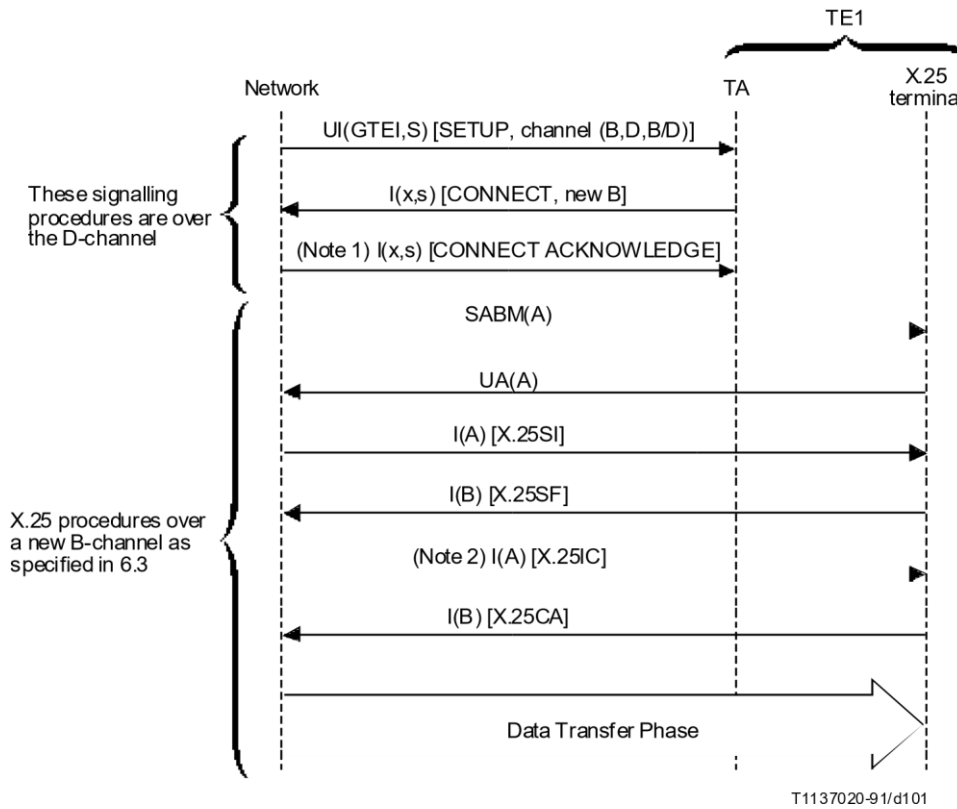 TE1
Network
TA
X.25
termina
UI(GTEI,S) [SETUP, channel (B,D,B/D)]
These signalling
procedures are over
the D-channel
I(x,s) [CONNECT, new B]
(Note 1) I(x,s) [CONNECT ACKNOWLEDGE]
SABM(A)
UA(A)
I(A) [X.25SI]
I(B) [X.25SF]
X.25 procedures over
a new B-channel as
specified in 6.3
(Note 2) I(A) [X.25IC]
I(B) [X.25CA]
Data Transfer Phase
T1137020-91/d101